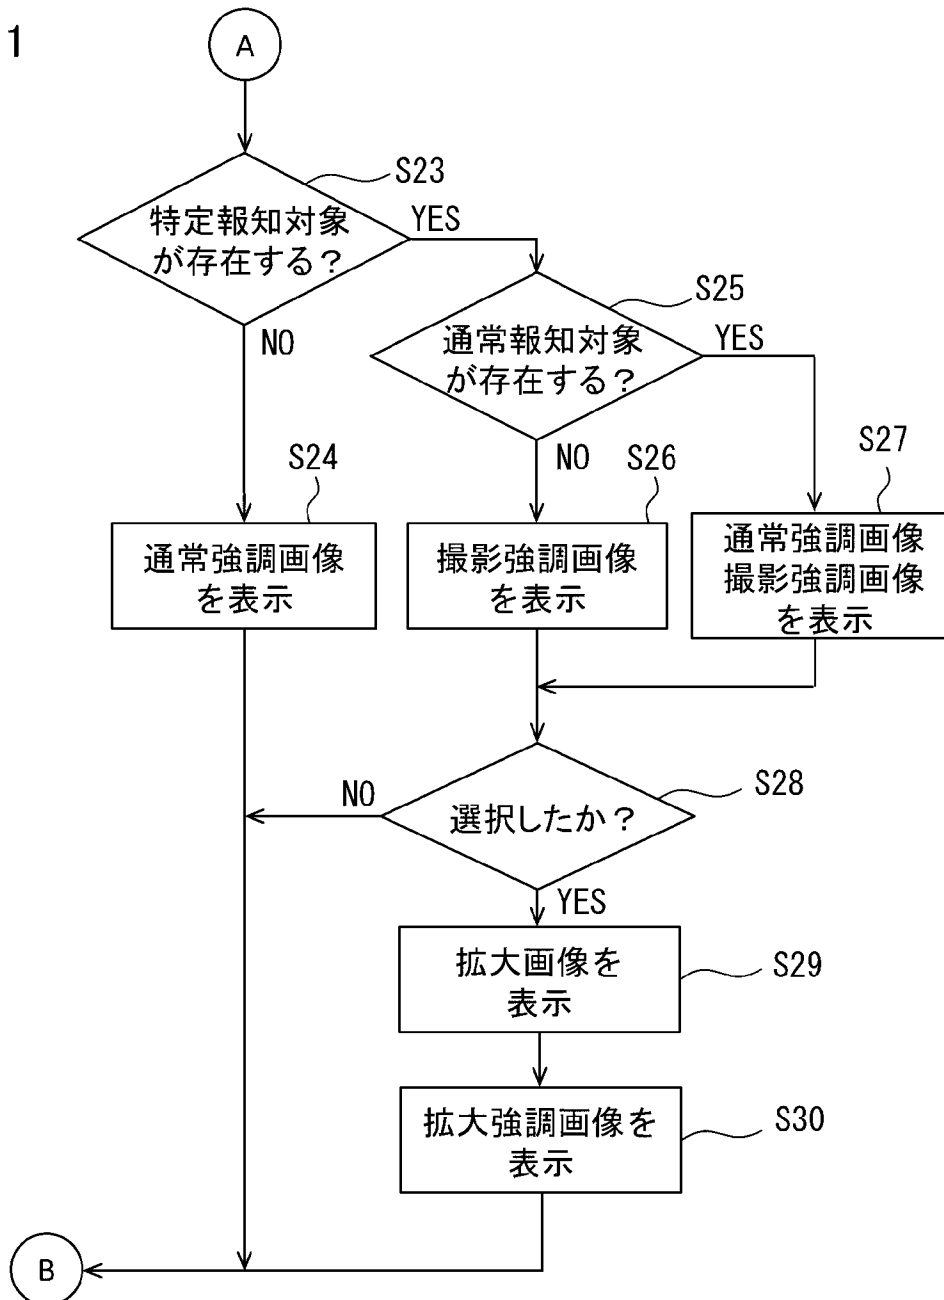 1
A
S23
特定報知対象
が存在する？
YES
NO
S25
通常報知対象
が存在する？
YES
NO
S24
通常強調画像
を表示
S26
撮影強調画像
を表示
S27
通常強調画像
撮影強調画像
を表示
S28
選択したか？
NO
YES
S29
拡大画像を
表示
S30
拡大強調画像を
表示
B